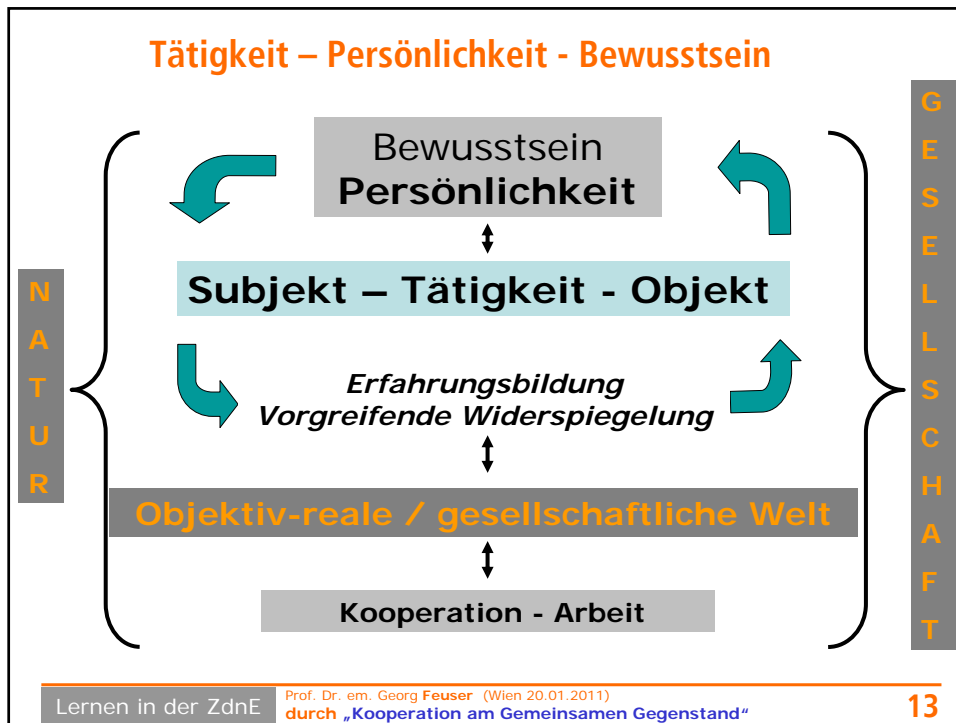 Tätigkeit – Persönlichkeit - Bewusstsein
Bewusstsein
Persönlichkeit
Subjekt – Tätigkeit - Objekt
Erfahrungsbildung
Vorgreifende Widerspiegelung
Objektiv-reale / gesellschaftliche Welt
Kooperation - Arbeit
N
A
T
U
R
G
E
S
E
L
L
S
C
H
A
F
T
Lernen in der ZdnE
Prof. Dr. em. Georg Feuser (Wien 20.01.2011)
durch „Kooperation am Gemeinsamen Gegenstand“
13